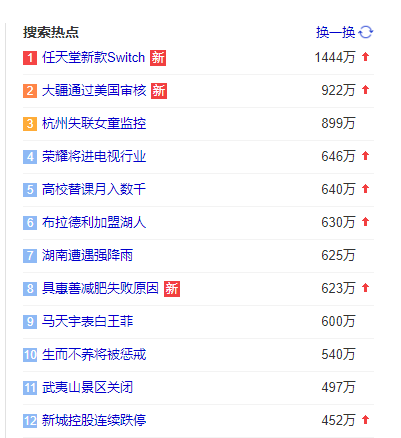 搜索热点 换一换
1 任天堂新款Switch 新 1444万
2 大疆通过美国审核 新 922万
3 杭州失联女童监控 899万
4 荣耀将进电视行业 646万
5 高校替课月入数千 640万
6 布拉德利加盟湖人 630万
7 湖南遭遇强降雨 625万
8 具惠善减肥失败原因 新 623万
9 马天宇表白王菲 600万
10 生而不养将被惩戒 540万
11 武夷山景区关闭 497万
12 新城控股连续跌停 452万